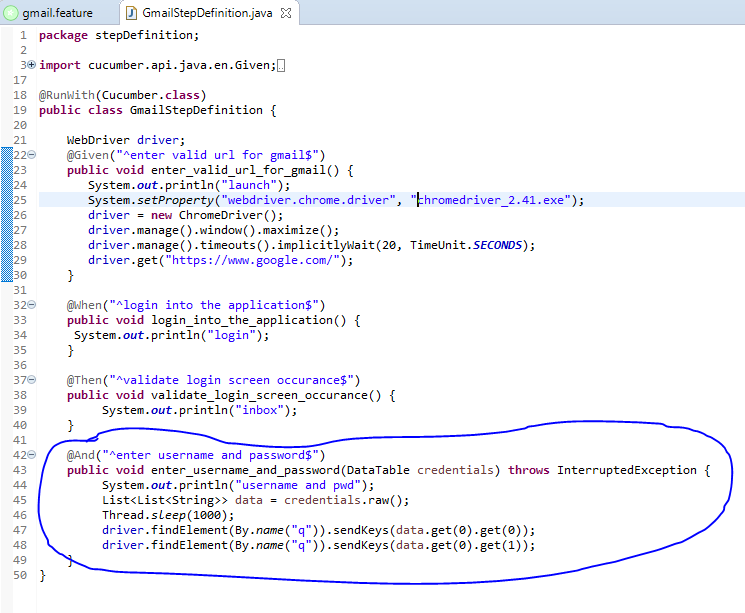 gmail.feature GmailStepDefinition.java
1 package stepDefinition;
2
3 import cucumber.api.java.en.Given;
17
18 @RunWith(Cucumber.class)
19 public class GmailStepDefinition {
20
21 WebDriver driver;
22 @Given("^enter valid url for gmail$")
23 public void enter_valid_url_for_gmail() {
24 System.out.println("launch");
25 System.setProperty("webdriver.chrome.driver", "chromedriver_2.41.exe");
26 driver = new ChromeDriver();
27 driver.manage().window().maximize();
28 driver.manage().timeouts().implicitlyWait(20, TimeUnit.SECONDS);
29 driver.get("https://www.google.com/");
30 }
31
32 @When("^login into the application$")
33 public void login_into_the_application() {
34 System.out.println("login");
35 }
36
37 @Then("^validate login screen occurance$")
38 public void validate_login_screen_occurance() {
39 System.out.println("inbox");
40 }
41
42 @And("^enter username and password$")
43 public void enter_username_and_password(DataTable credentials) throws InterruptedException {
44 System.out.println("username and pwd");
45 List<List<String>> data = credentials.raw();
46 Thread.sleep(1000);
47 driver.findElement(By.name("q")).sendKeys(data.get(0).get(0));
48 driver.findElement(By.name("q")).sendKeys(data.get(0).get(1));
49 }
50 }